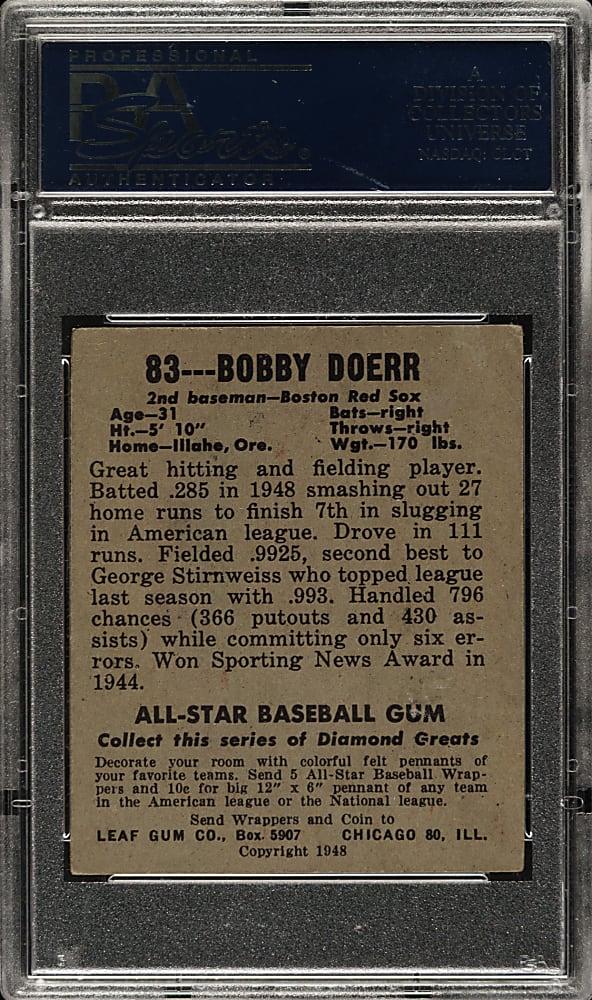 PROFESSIONAL
PSA
Sports
AUTHENTICATOR
A
DIVISION OF
COLLECTORS
UNIVERSE
NASDAQ: CLCT
83---BOBBY DOERR
2nd baseman—Boston Red Sox
Age—31 Bats—right
Ht.—5' 10" Throws—right
Home—Illahe, Ore. Wgt.—170 lbs.
Great hitting and fielding player.
Batted .285 in 1948 smashing out 27
home runs to finish 7th in slugging
in American league. Drove in 111
runs. Fielded .9925, second best to
George Stirnweiss who topped league
last season with .993. Handled 796
chances (366 putouts and 430 as-
sists) while committing only six er-
rors. Won Sporting News Award in
1944.
ALL-STAR BASEBALL GUM
Collect this series of Diamond Greats
Decorate your room with colorful felt pennants of
your favorite teams. Send 5 All-Star Baseball Wrap-
pers and 10c for big 12" x 6" pennant of any team
in the American league or the National league.
Send Wrappers and Coin to
LEAF GUM CO., Box 5907 CHICAGO 80, ILL.
Copyright 1948
PSA